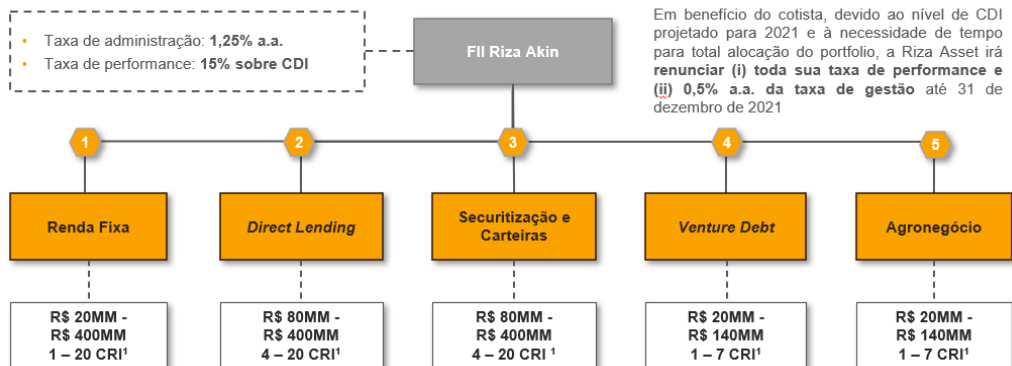 • Taxa de administração: 1,25% a.a.
• Taxa de performance: 15% sobre CDI
FII Riza Akin
Em benefício do cotista, devido ao nível de CDI
projetado para 2021 e à necessidade de tempo
para total alocação do portfolio, a Riza Asset irá
renunciar (i) toda sua taxa de performance e
(ii) 0,5% a.a. da taxa de gestão até 31 de
dezembro de 2021
1
2
3
4
5
Renda Fixa
Direct Lending
Securitização e
Carteiras
Venture Debt
Agronegócio
R$ 20MM -
R$ 400MM
1 – 20 CRI¹
R$ 80MM -
R$ 400MM
4 – 20 CRI¹
R$ 80MM -
R$ 400MM
4 – 20 CRI ¹
R$ 20MM -
R$ 140MM
1 – 7 CRI¹
R$ 20MM -
R$ 140MM
1 – 7 CRI¹